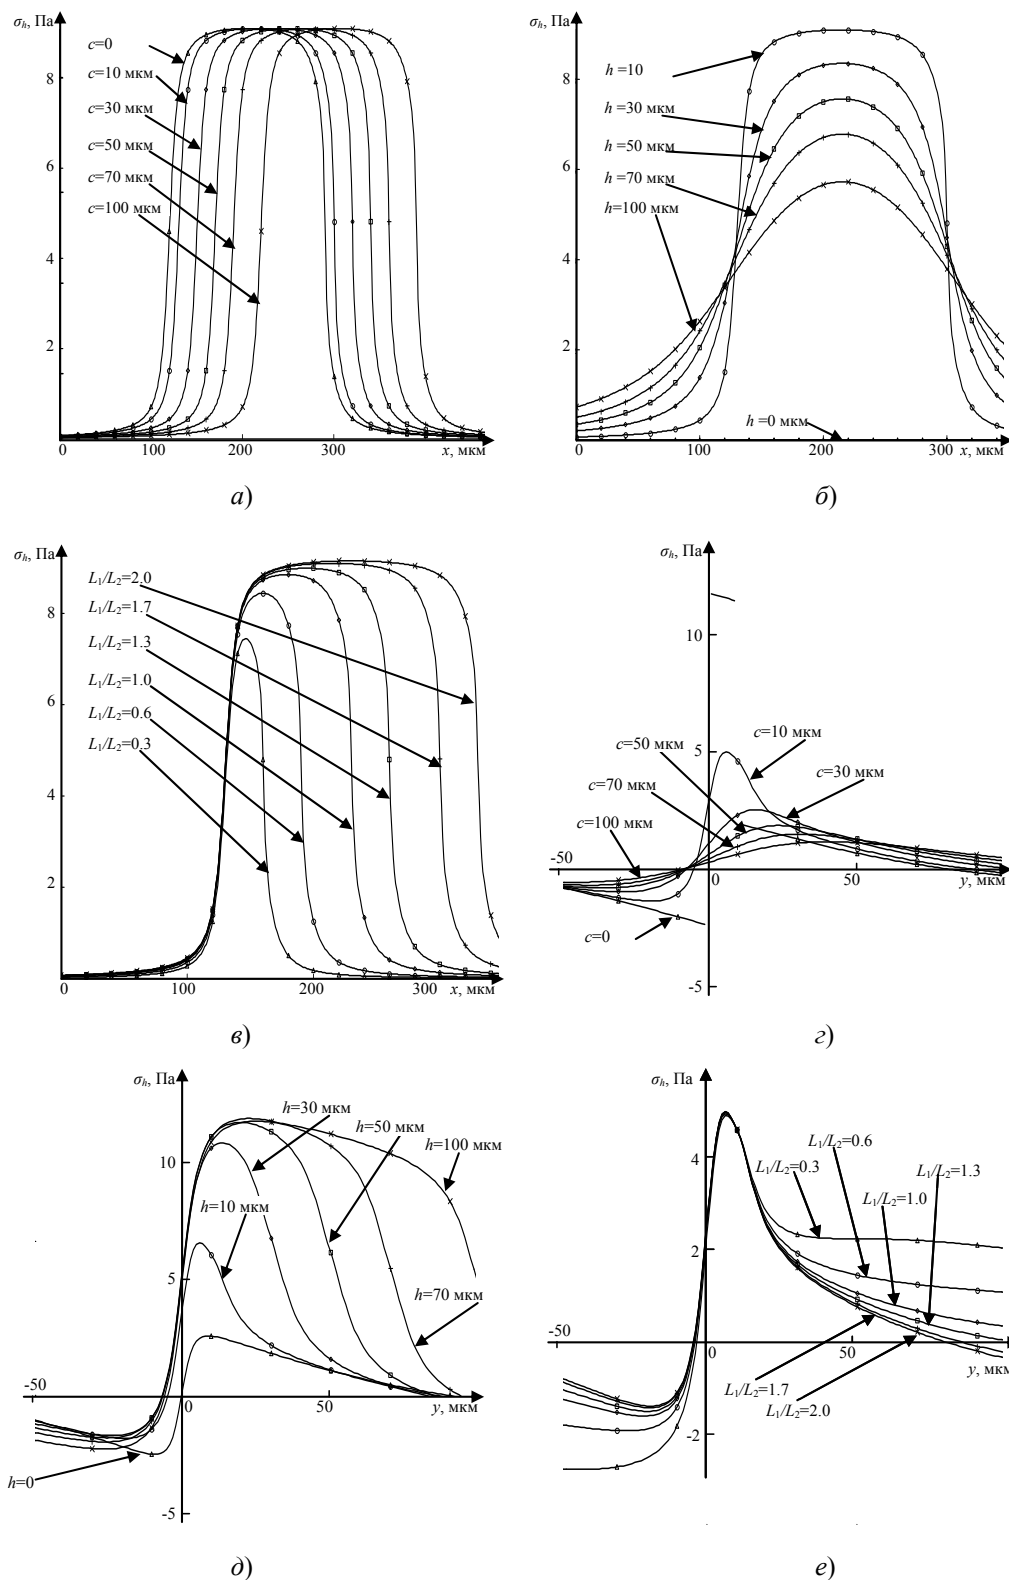 σh, Па
c=0
c=10 мкм
c=30 мкм
c=50 мкм
c=70 мкм
c=100 мкм
8
6
4
2
0
100
200
300
x, мкм
а)
σh, Па
h =10
h =30 мкм
h =50 мкм
h =70 мкм
h=100 мкм
h =0 мкм
8
6
4
2
0
100
200
300
x, мкм
б)
σh, Па
L1/L2=2.0
L1/L2=1.7
L1/L2=1.3
L1/L2=1.0
L1/L2=0.6
L1/L2=0.3
8
6
4
2
0
100
200
300
x, мкм
в)
σh, Па
10
5
c=10 мкм
c=50 мкм
c=30 мкм
c=70 мкм
c=100 мкм
c=0
-50
0
50
y, мкм
-5
г)
σh, Па
h=30 мкм
h=50 мкм
h=100 мкм
h=10 мкм
h=70 мкм
h=0
10
5
-50
0
50
y, мкм
-5
д)
σh, Па
L1/L2=0.6
L1/L2=0.3
L1/L2=1.3
L1/L2=1.0
L1/L2=1.7
L1/L2=2.0
4
2
-50
0
50
y, мкм
-2
е)